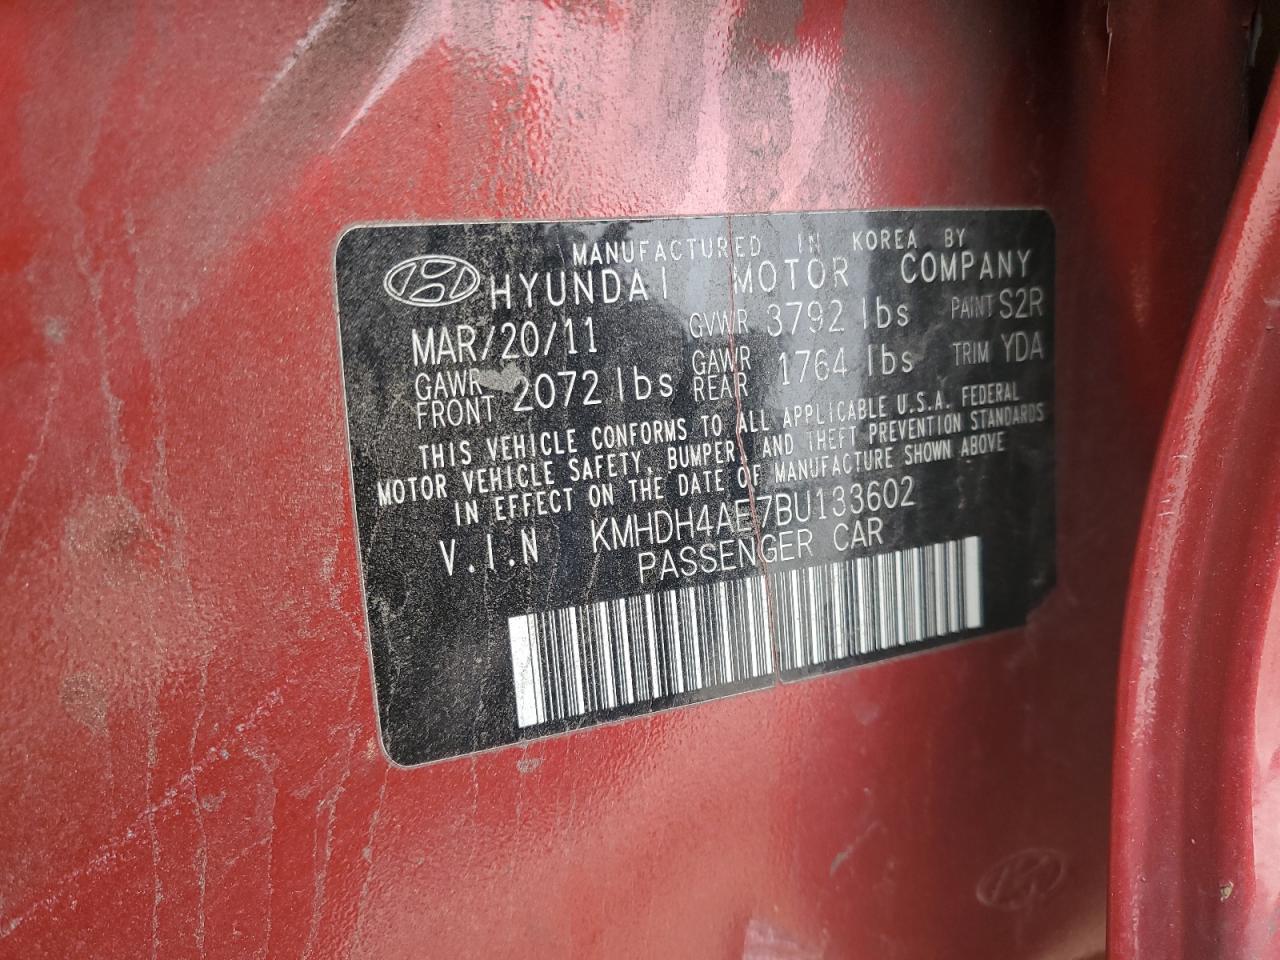 MANUFACTURED IN KOREA BY
HYUNDAI MOTOR COMPANY
MAR/20/11 GVWR 3792 lbs PAINT S2R
GAWR FRONT 2072 lbs GAWR REAR 1764 lbs TRIM YDA
THIS VEHICLE CONFORMS TO ALL APPLICABLE U.S.A. FEDERAL
MOTOR VEHICLE SAFETY, BUMPER, AND THEFT PREVENTION STANDARDS
IN EFFECT ON THE DATE OF MANUFACTURE SHOWN ABOVE
V.I.N KMHDH4AE7BU133602
PASSENGER CAR